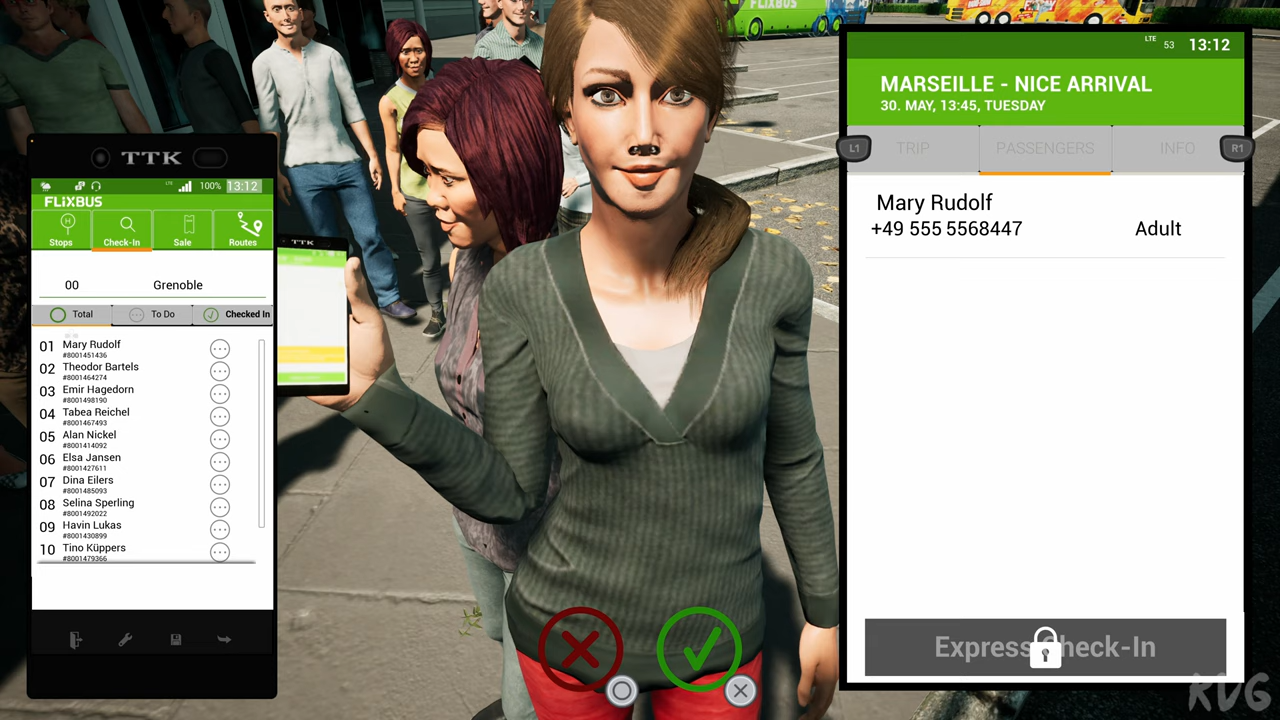 FLIXBUS
TTK
LTE
100%
13:12
FLiXBUS
H
Stops
Check-In
Sale
Routes
00
Grenoble
Total
To Do
Checked In
01 Mary Rudolf
#8001451436
02 Theodor Bartels
#8001464274
03 Emir Hagedorn
#8001498190
04 Tabea Reichel
#8001467493
05 Alan Nickel
#8001414092
06 Elsa Jansen
#8001427611
07 Dina Eilers
#8001485093
08 Selina Sperling
#8001492022
09 Havin Lukas
#8001430899
10 Tino Küppers
#8001479366
TTK
LTE 53 13:12
MARSEILLE - NICE ARRIVAL
30. MAY, 13:45, TUESDAY
L1
TRIP
PASSENGERS
INFO
R1
Mary Rudolf
+49 555 5568447
Adult
Express Check-In
RVG